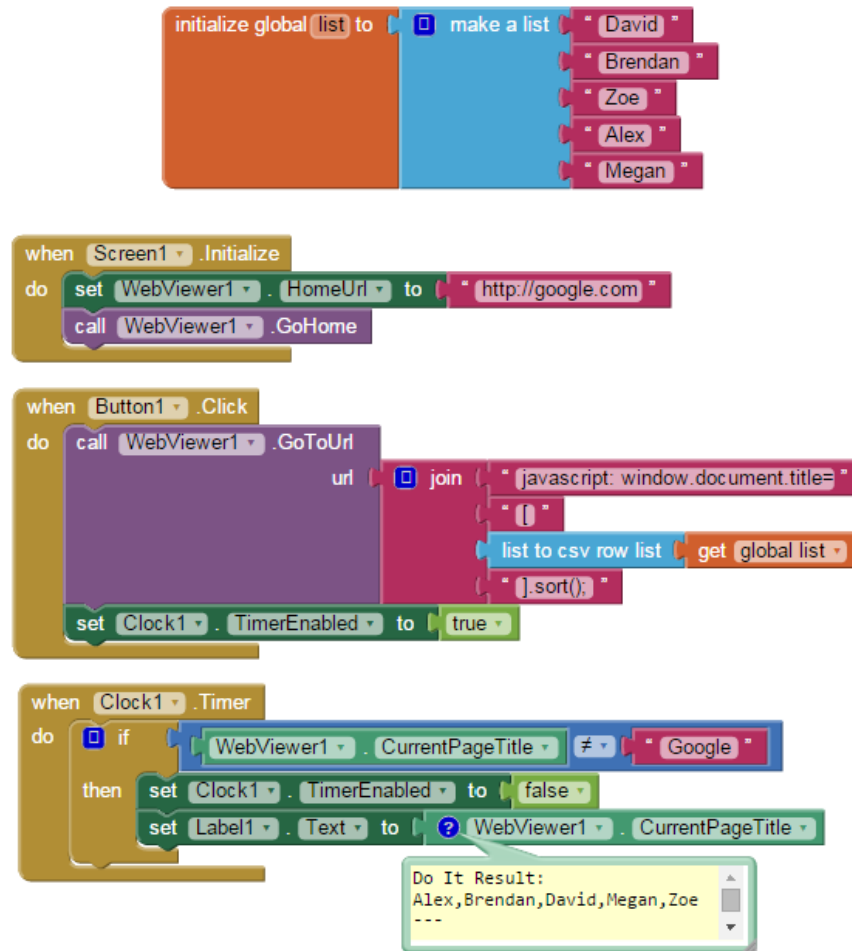 initialize global list to make a list " David "
" Brendan "
" Zoe "
" Alex "
" Megan "
when Screen1 .Initialize
do set WebViewer1 . HomeUrl to " http://google.com "
call WebViewer1 .GoHome
when Button1 .Click
do call WebViewer1 .GoToUrl
url join " javascript: window.document.title= "
" [ "
list to csv row list get global list
" ].sort(); "
set Clock1 . TimerEnabled to true
when Clock1 .Timer
do if WebViewer1 . CurrentPageTitle ≠ " Google "
then set Clock1 . TimerEnabled to false
set Label1 . Text to ? WebViewer1 . CurrentPageTitle
Do It Result:
Alex,Brendan,David,Megan,Zoe
---